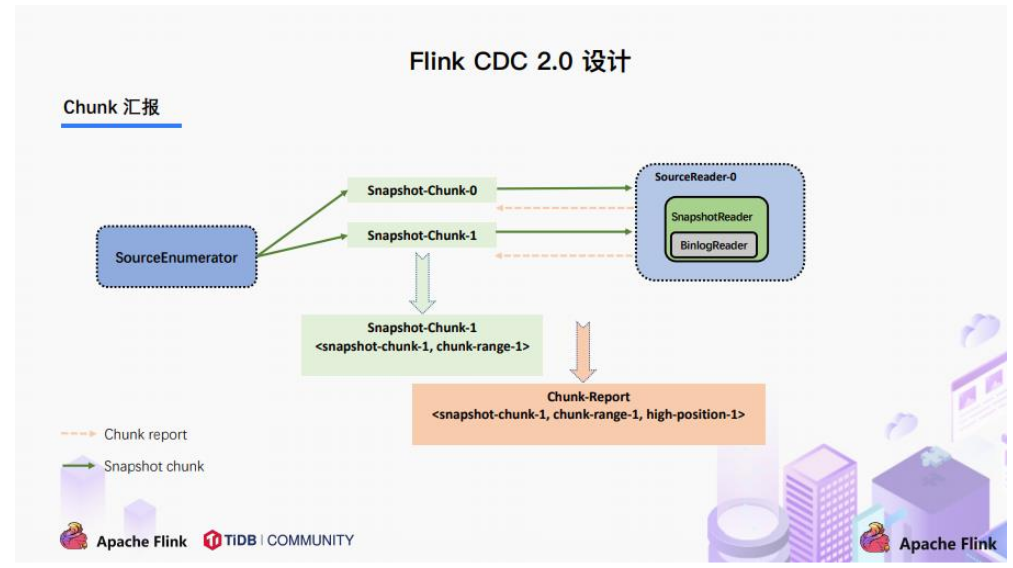 Flink CDC 2.0 设计
Chunk 汇报
SourceReader-0
Snapshot-Chunk-0
SnapshotReader
Snapshot-Chunk-1
BinlogReader
SourceEnumerator
Snapshot-Chunk-1
<snapshot-chunk-1, chunk-range-1>
Chunk-Report
<snapshot-chunk-1, chunk-range-1, high-position-1>
Chunk report
Snapshot chunk
Apache Flink
TiDB | COMMUNITY
Apache Flink